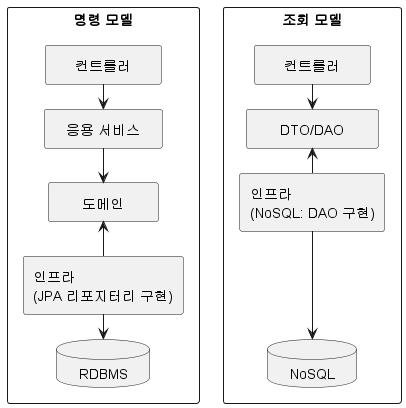 명령 모델
컨트롤러
응용 서비스
도메인
인프라
(JPA 리포지터리 구현)
RDBMS
조회 모델
컨트롤러
DTO/DAO
인프라
(NoSQL: DAO 구현)
NoSQL